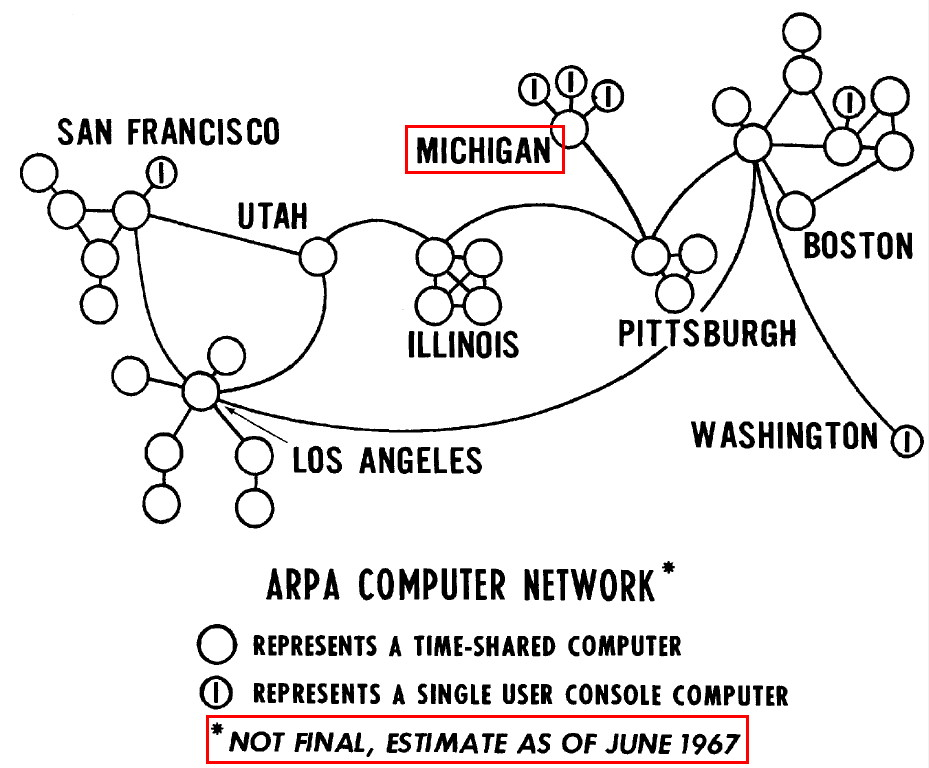 SAN FRANCISCO
UTAH
MICHIGAN
BOSTON
ILLINOIS
PITTSBURGH
WASHINGTON
LOS ANGELES
ARPA COMPUTER NETWORK*
REPRESENTS A TIME-SHARED COMPUTER
I REPRESENTS A SINGLE USER CONSOLE COMPUTER
*NOT FINAL, ESTIMATE AS OF JUNE 1967